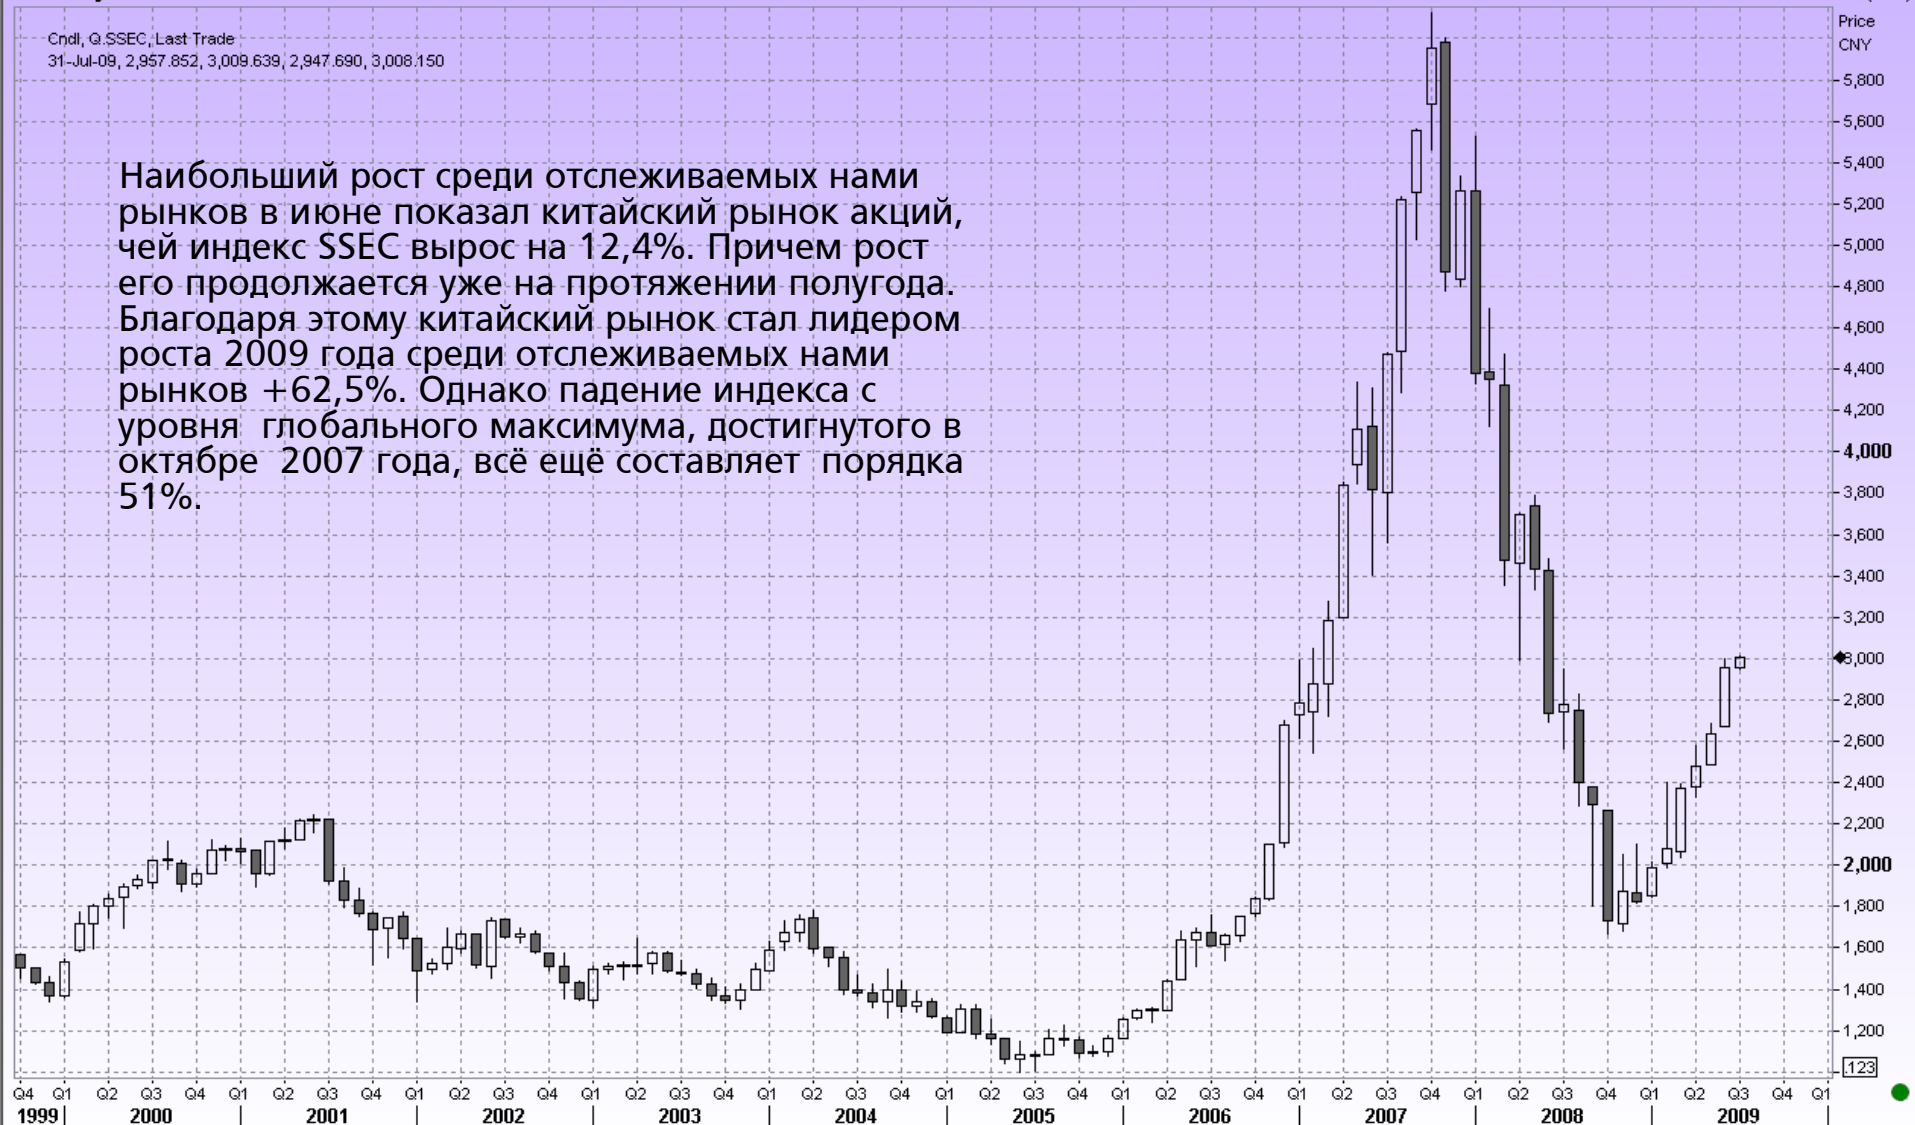 Cndl, Q.SSEC, Last Trade
31-Jul-09, 2,957.852, 3,009.639, 2,947.690, 3,008.150
Price
CNY
Наибольший рост среди отслеживаемых нами
рынков в июне показал китайский рынок акций,
чей индекс SSEC вырос на 12,4%. Причем рост
его продолжается уже на протяжении полугода.
Благодаря этому китайский рынок стал лидером
роста 2009 года среди отслеживаемых нами
рынков +62,5%. Однако падение индекса с
уровня глобального максимума, достигнутого в
октябре 2007 года, всё ещё составляет порядка
51%.
5,800
5,600
5,400
5,200
5,000
4,800
4,600
4,400
4,200
4,000
3,800
3,600
3,400
3,200
3,000
2,800
2,600
2,400
2,200
2,000
1,800
1,600
1,400
1,200
.123
Q4 Q1 Q2 Q3 Q4 Q1 Q2 Q3 Q4 Q1 Q2 Q3 Q4 Q1 Q2 Q3 Q4 Q1 Q2 Q3 Q4 Q1 Q2 Q3 Q4 Q1 Q2 Q3 Q4 Q1 Q2 Q3 Q4 Q1 Q2 Q3 Q4 Q1 Q2 Q3 Q4 Q1
1999 2000 2001 2002 2003 2004 2005 2006 2007 2008 2009